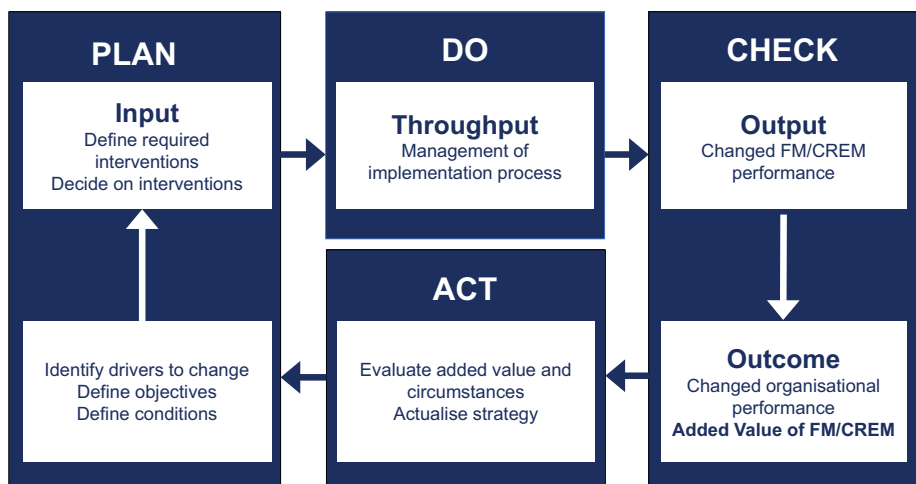 PLAN
Input
Define required
interventions
Decide on interventions
Identify drivers to change
Define objectives
Define conditions
DO
Throughput
Management of
implementation process
ACT
Evaluate added value and
circumstances
Actualise strategy
CHECK
Output
Changed FM/CREM
performance
Outcome
Changed organisational
performance
Added Value of FM/CREM